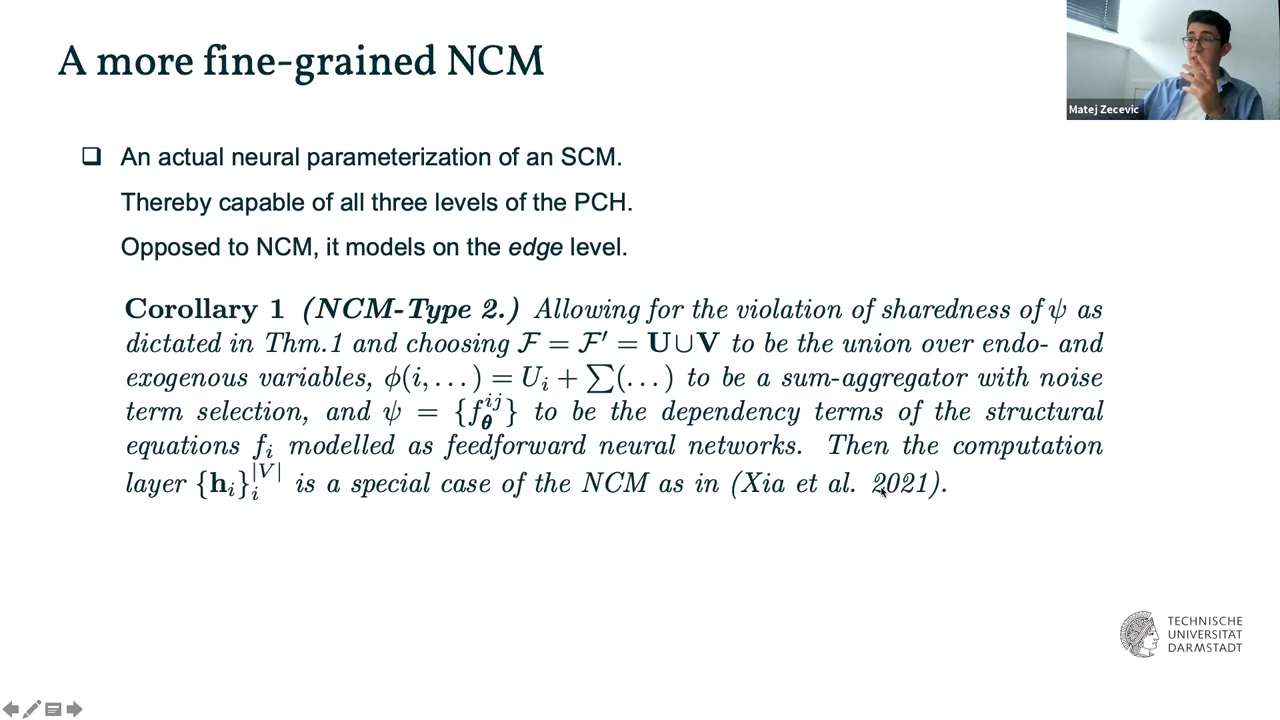 A more fine-grained NCM
Matej Zecevic
❑ An actual neural parameterization of an SCM.
Thereby capable of all three levels of the PCH.
Opposed to NCM, it models on the edge level.
Corollary 1 (NCM-Type 2.) Allowing for the violation of sharedness of ψ as
dictated in Thm.1 and choosing ℱ = ℱ′ = U∪V to be the union over endo- and
exogenous variables, ϕ(i, . . . ) = U_i + ∑(. . . ) to be a sum-aggregator with noise
term selection, and ψ = {f_θ^{ij}} to be the dependency terms of the structural
equations f_i modelled as feedforward neural networks. Then the computation
layer {h_i}_i^{|V|} is a special case of the NCM as in (Xia et al. 2021).
TECHNISCHE
UNIVERSITÄT
DARMSTADT